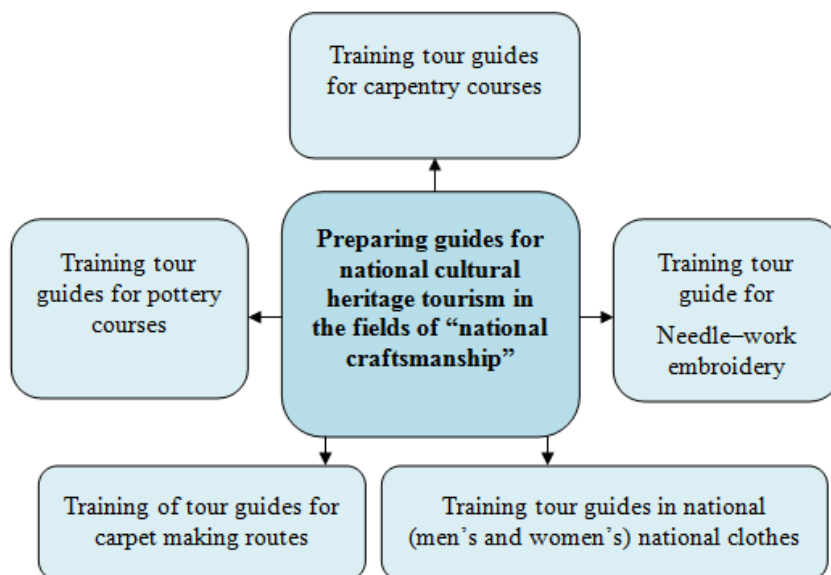 Training tour guides
for carpentry courses
Preparing guides for
national cultural
heritage tourism in
the fields of “national
craftsmanship”
Training tour
guides for pottery
courses
Training tour
guide for
Needle–work
embroidery
Training of tour guides for
carpet making routes
Training tour guides in national
(men’s and women’s) national clothes